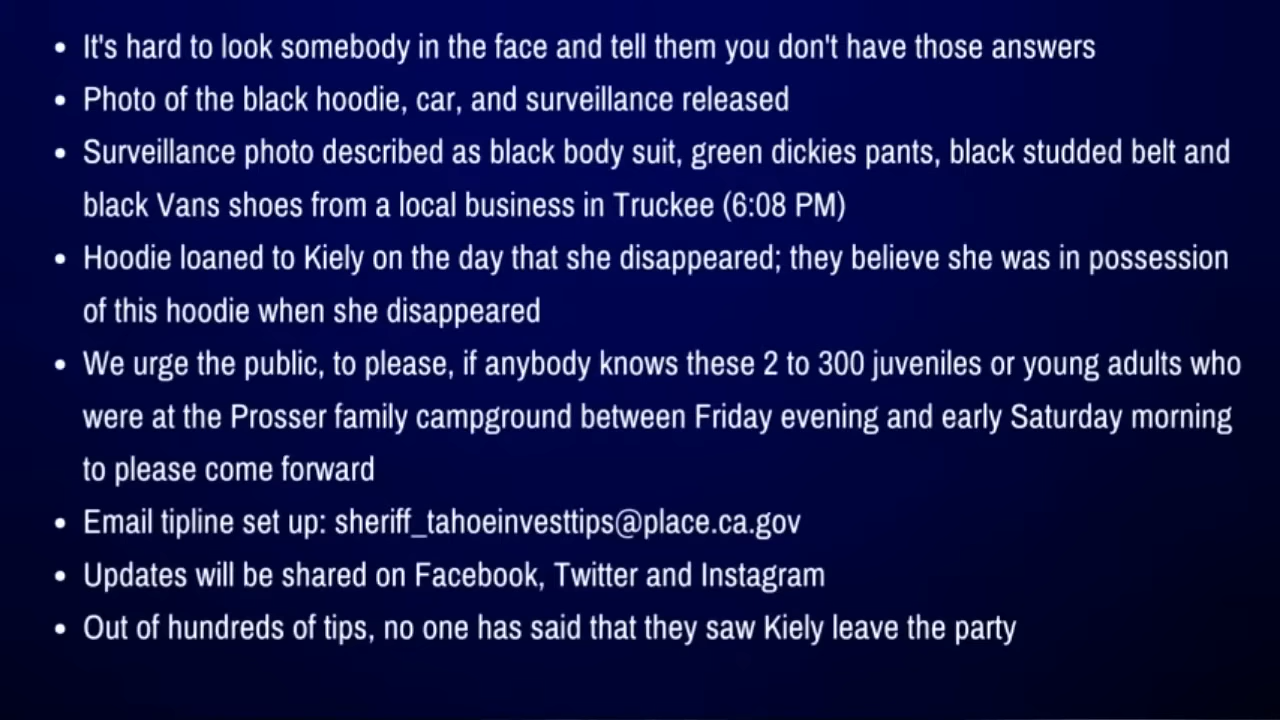 • It's hard to look somebody in the face and tell them you don't have those answers
• Photo of the black hoodie, car, and surveillance released
• Surveillance photo described as black body suit, green dickies pants, black studded belt and
black Vans shoes from a local business in Truckee (6:08 PM)
• Hoodie loaned to Kiely on the day that she disappeared; they believe she was in possession
of this hoodie when she disappeared
• We urge the public, to please, if anybody knows these 2 to 300 juveniles or young adults who
were at the Prosser family campground between Friday evening and early Saturday morning
to please come forward
• Email tipline set up: sheriff_tahoeinvesttips@place.ca.gov
• Updates will be shared on Facebook, Twitter and Instagram
• Out of hundreds of tips, no one has said that they saw Kiely leave the party